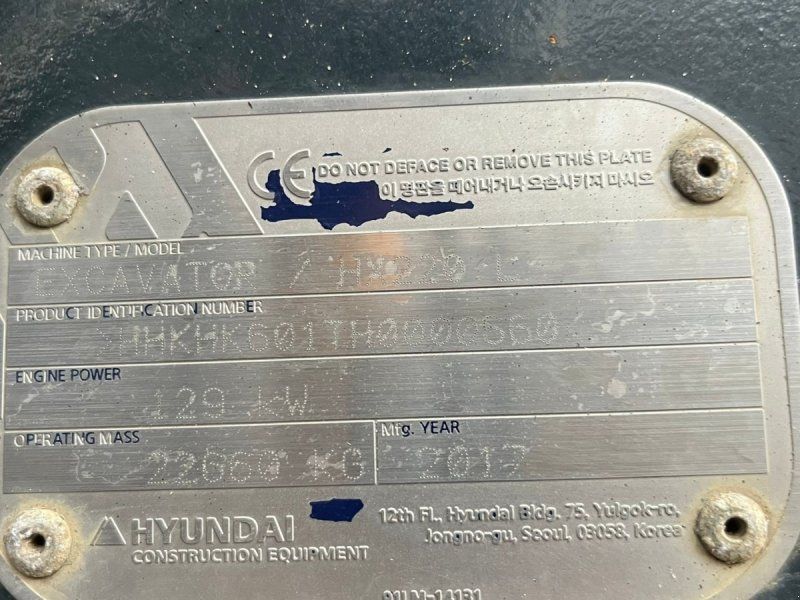 CE DO NOT DEFACE OR REMOVE THIS PLATE
이 명판을 떼어내거나 오손시키지 마시오
MACHINE TYPE / MODEL
EXCAVATOR / HX220 L
PRODUCT IDENTIFICATION NUMBER
HHKHK601TH0000560
ENGINE POWER
129 kW
OPERATING MASS
KG
Mfg. YEAR
2017
HYUNDAI
CONSTRUCTION EQUIPMENT
12th Fl., Hyundai Bldg. 75, Yulgok-ro,
Jongno-gu, Seoul, 03058, Korea
91LM-14131